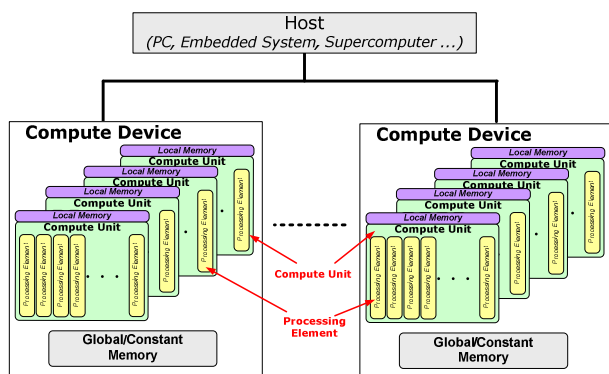 Host
(PC, Embedded System, Supercomputer ...)
Compute Device
Local Memory
Compute Unit
Processing Element
Local Memory
Compute Unit
Processing Element
Local Memory
Compute Unit
Processing Element
Local Memory
Compute Unit
Processing Element
Processing Element
Processing Element
Processing Element
Processing Element
Global/Constant
Memory
Compute Unit
Processing
Element
Compute Device
Local Memory
Compute Unit
Processing Element
Local Memory
Compute Unit
Processing Element
Local Memory
Compute Unit
Processing Element
Local Memory
Compute Unit
Processing Element
Processing Element
Processing Element
Processing Element
Processing Element
Global/Constant
Memory